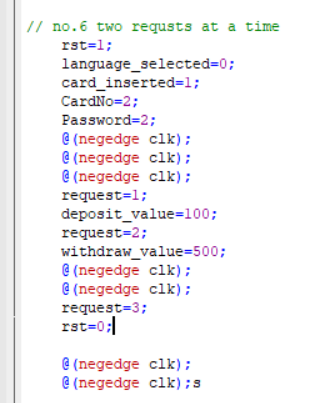 // no.6 two requsts at a time
rst=1;
language_selected=0;
card_inserted=1;
CardNo=2;
Password=2;
@(negedge clk);
@(negedge clk);
@(negedge clk);
request=1;
deposit_value=100;
request=2;
withdraw_value=500;
@(negedge clk);
@(negedge clk);
request=3;
rst=0;
@(negedge clk);
@(negedge clk);s